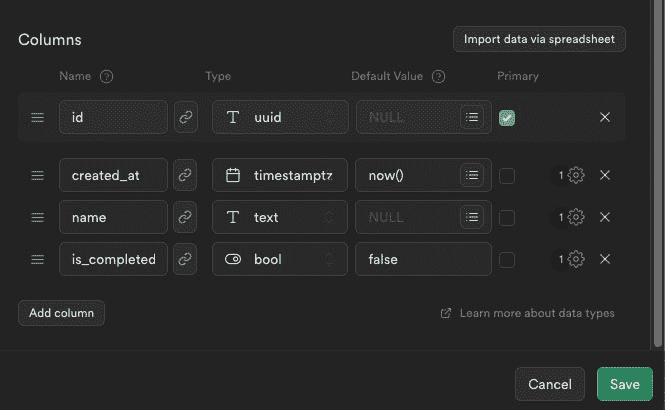 Columns Import data via spreadsheet
Name ? Type Default Value ? Primary
id T uuid NULL
created_at timestamptz now() 1
name T text NULL 1
is_completed bool false 1
Add column Learn more about data types
Cancel Save